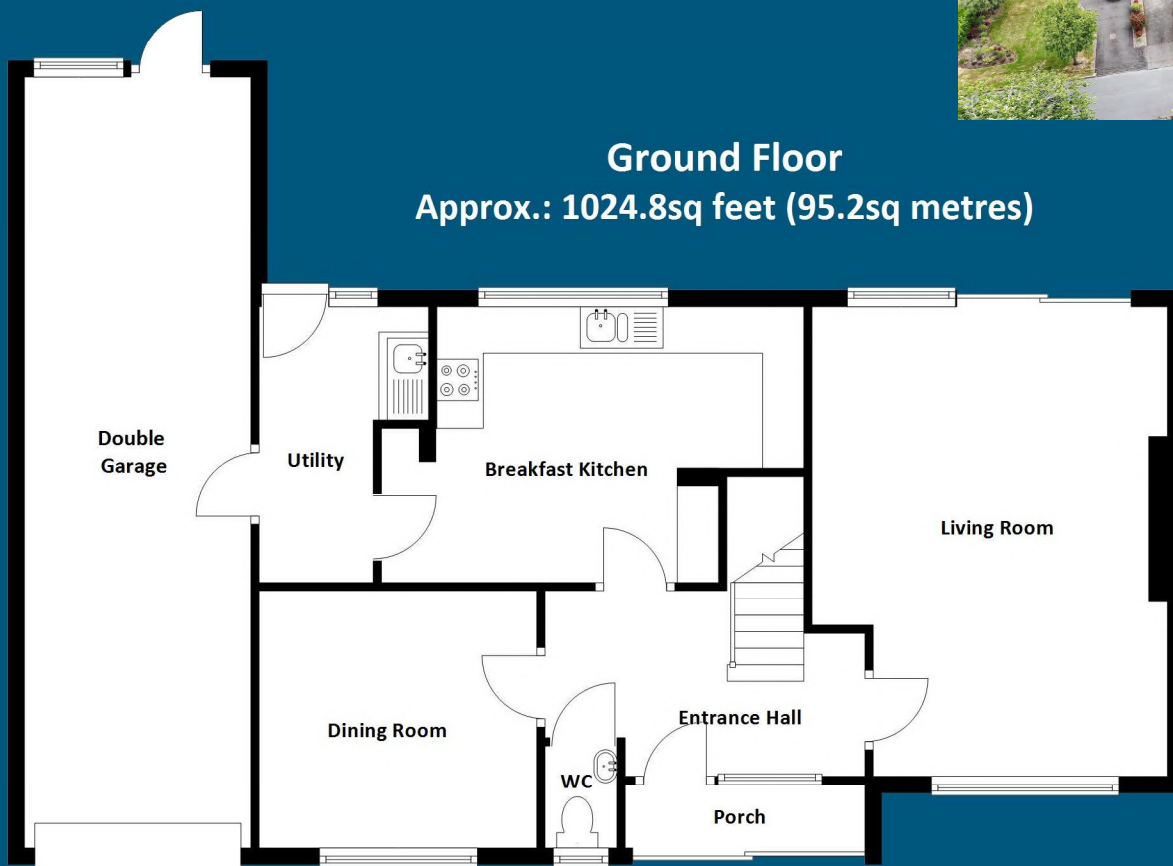 Ground Floor
Approx.: 1024.8sq feet (95.2sq metres)
Double
Garage
Utility
Breakfast Kitchen
Living Room
Dining Room
Entrance Hall
WC
Porch